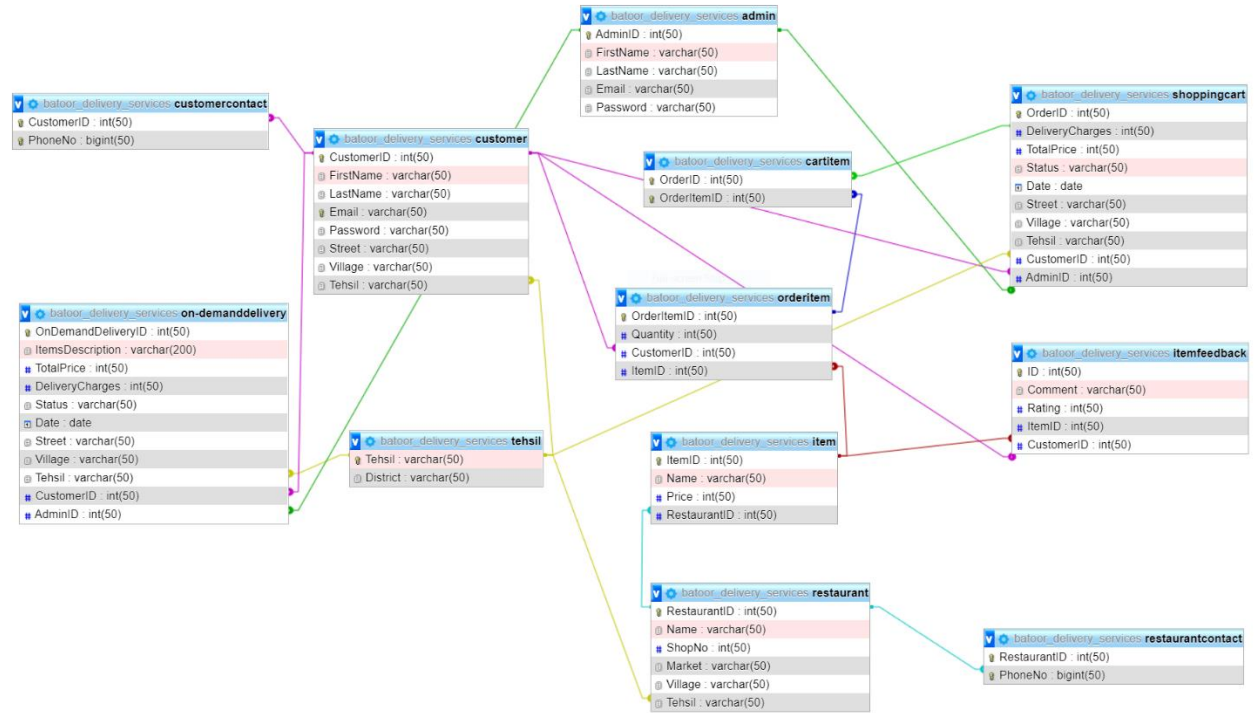 batoor_delivery_services admin
AdminID : int(50)
FirstName : varchar(50)
LastName : varchar(50)
Email : varchar(50)
Password : varchar(50)
batoor_delivery_services customercontact
CustomerID : int(50)
PhoneNo : bigint(50)
batoor_delivery_services customer
CustomerID : int(50)
FirstName : varchar(50)
LastName : varchar(50)
Email : varchar(50)
Password : varchar(50)
Street : varchar(50)
Village : varchar(50)
Tehsil : varchar(50)
batoor_delivery_services cartitem
OrderID : int(50)
OrderItemID : int(50)
batoor_delivery_services shoppingcart
OrderID : int(50)
DeliveryCharges : int(50)
TotalPrice : int(50)
Status : varchar(50)
Date : date
Street : varchar(50)
Village : varchar(50)
Tehsil : varchar(50)
CustomerID : int(50)
AdminID : int(50)
batoor_delivery_services on-demanddelivery
OnDemandDeliveryID : int(50)
ItemsDescription : varchar(200)
TotalPrice : int(50)
DeliveryCharges : int(50)
Status : varchar(50)
Date : date
Street : varchar(50)
Village : varchar(50)
Tehsil : varchar(50)
CustomerID : int(50)
AdminID : int(50)
batoor_delivery_services orderitem
OrderItemID : int(50)
Quantity : int(50)
CustomerID : int(50)
ItemID : int(50)
batoor_delivery_services itemfeedback
ID : int(50)
Comment : varchar(50)
Rating : int(50)
ItemID : int(50)
CustomerID : int(50)
batoor_delivery_services tehsil
Tehsil : varchar(50)
District : varchar(50)
batoor_delivery_services item
ItemID : int(50)
Name : varchar(50)
Price : int(50)
RestaurantID : int(50)
batoor_delivery_services restaurant
RestaurantID : int(50)
Name : varchar(50)
ShopNo : int(50)
Market : varchar(50)
Village : varchar(50)
Tehsil : varchar(50)
batoor_delivery_services restaurantcontact
RestaurantID : int(50)
PhoneNo : bigint(50)